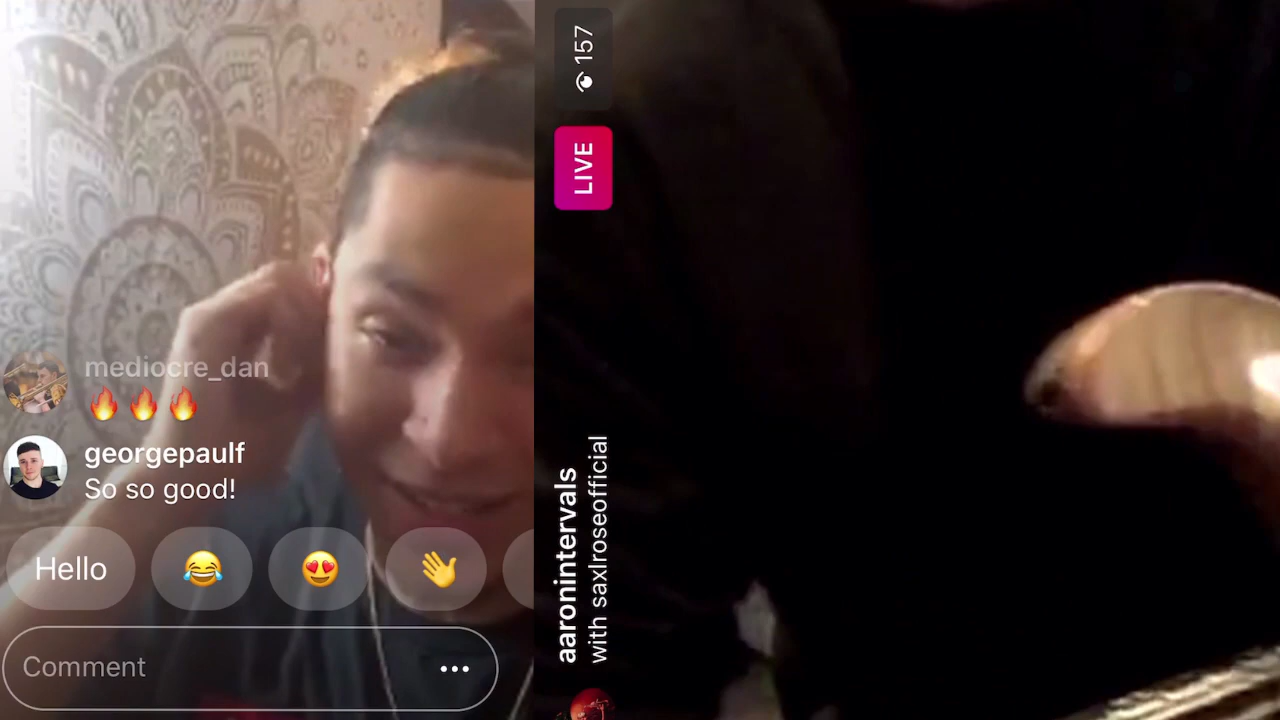 mediocre_dan
🔥🔥🔥
georgepaulf
So so good!
Hello
😂
😍
👋
Comment
...
aaronintervals
with saxlroseofficial
LIVE
157